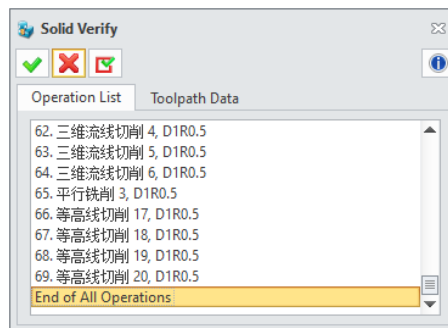 Solid Verify
Operation List Toolpath Data
62. 三维流线切削 4, D1R0.5
63. 三维流线切削 5, D1R0.5
64. 三维流线切削 6, D1R0.5
65. 平行铣削 3, D1R0.5
66. 等高线切削 17, D1R0.5
67. 等高线切削 18, D1R0.5
68. 等高线切削 19, D1R0.5
69. 等高线切削 20, D1R0.5
End of All Operations